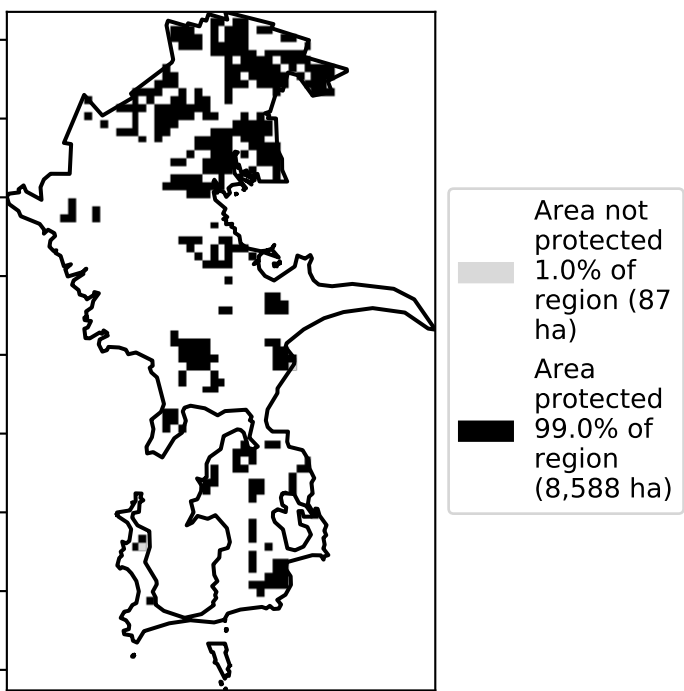 Area not
protected
1.0% of
region (87
ha)
Area
protected
99.0% of
region
(8,588 ha)